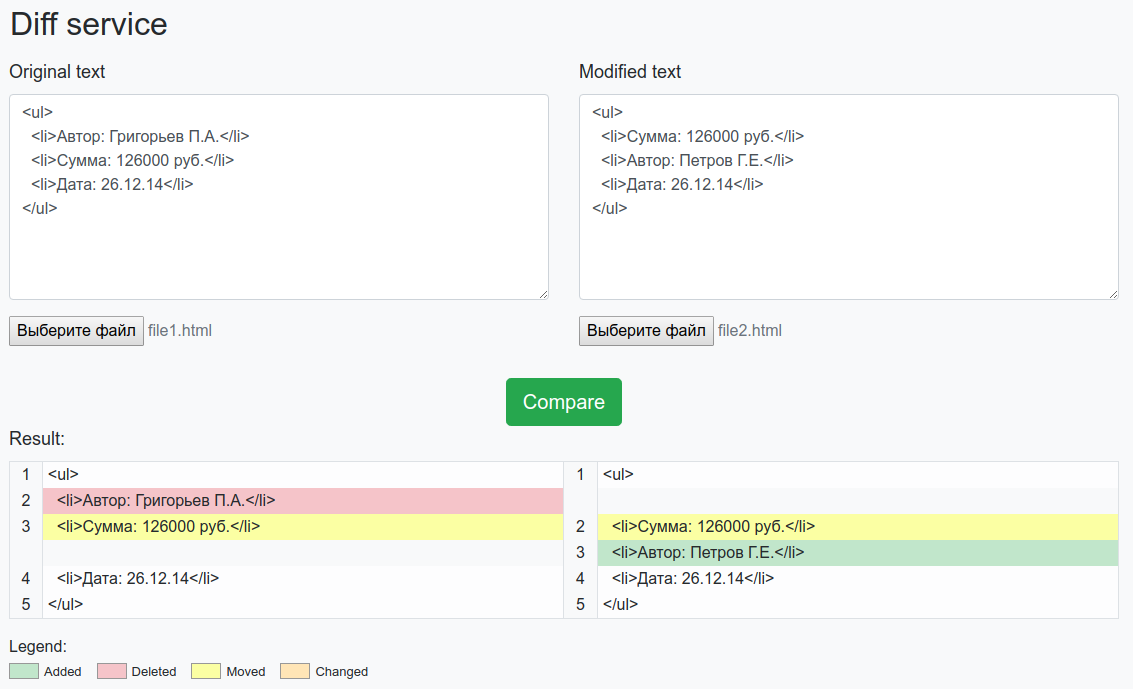 Diff service
Original text
Modified text
<ul>
<li>Автор: Григорьев П.А.</li>
<li>Сумма: 126000 руб.</li>
<li>Дата: 26.12.14</li>
</ul>
<ul>
<li>Сумма: 126000 руб.</li>
<li>Автор: Петров Г.Е.</li>
<li>Дата: 26.12.14</li>
</ul>
Выберите файл file1.html
Выберите файл file2.html
Compare
Result:
1 <ul> 1 <ul>
2 <li>Автор: Григорьев П.А.</li>
3 <li>Сумма: 126000 руб.</li> 2 <li>Сумма: 126000 руб.</li>
3 <li>Автор: Петров Г.Е.</li>
4 <li>Дата: 26.12.14</li> 4 <li>Дата: 26.12.14</li>
5 </ul> 5 </ul>
Legend:
Added Deleted Moved Changed